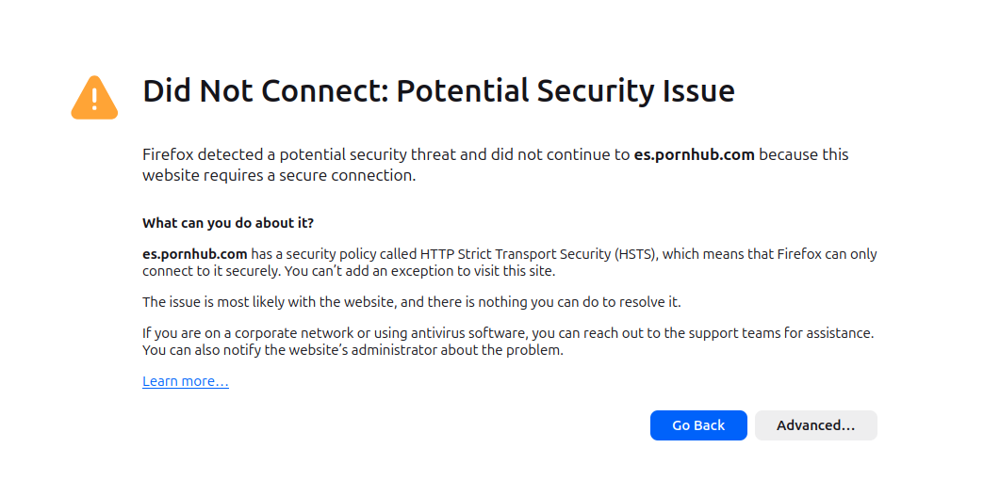 Did Not Connect: Potential Security Issue
Firefox detected a potential security threat and did not continue to es.pornhub.com because this
website requires a secure connection.
What can you do about it?
es.pornhub.com has a security policy called HTTP Strict Transport Security (HSTS), which means that Firefox can only
connect to it securely. You can’t add an exception to visit this site.
The issue is most likely with the website, and there is nothing you can do to resolve it.
If you are on a corporate network or using antivirus software, you can reach out to the support teams for assistance.
You can also notify the website’s administrator about the problem.
Learn more…
Go Back Advanced…